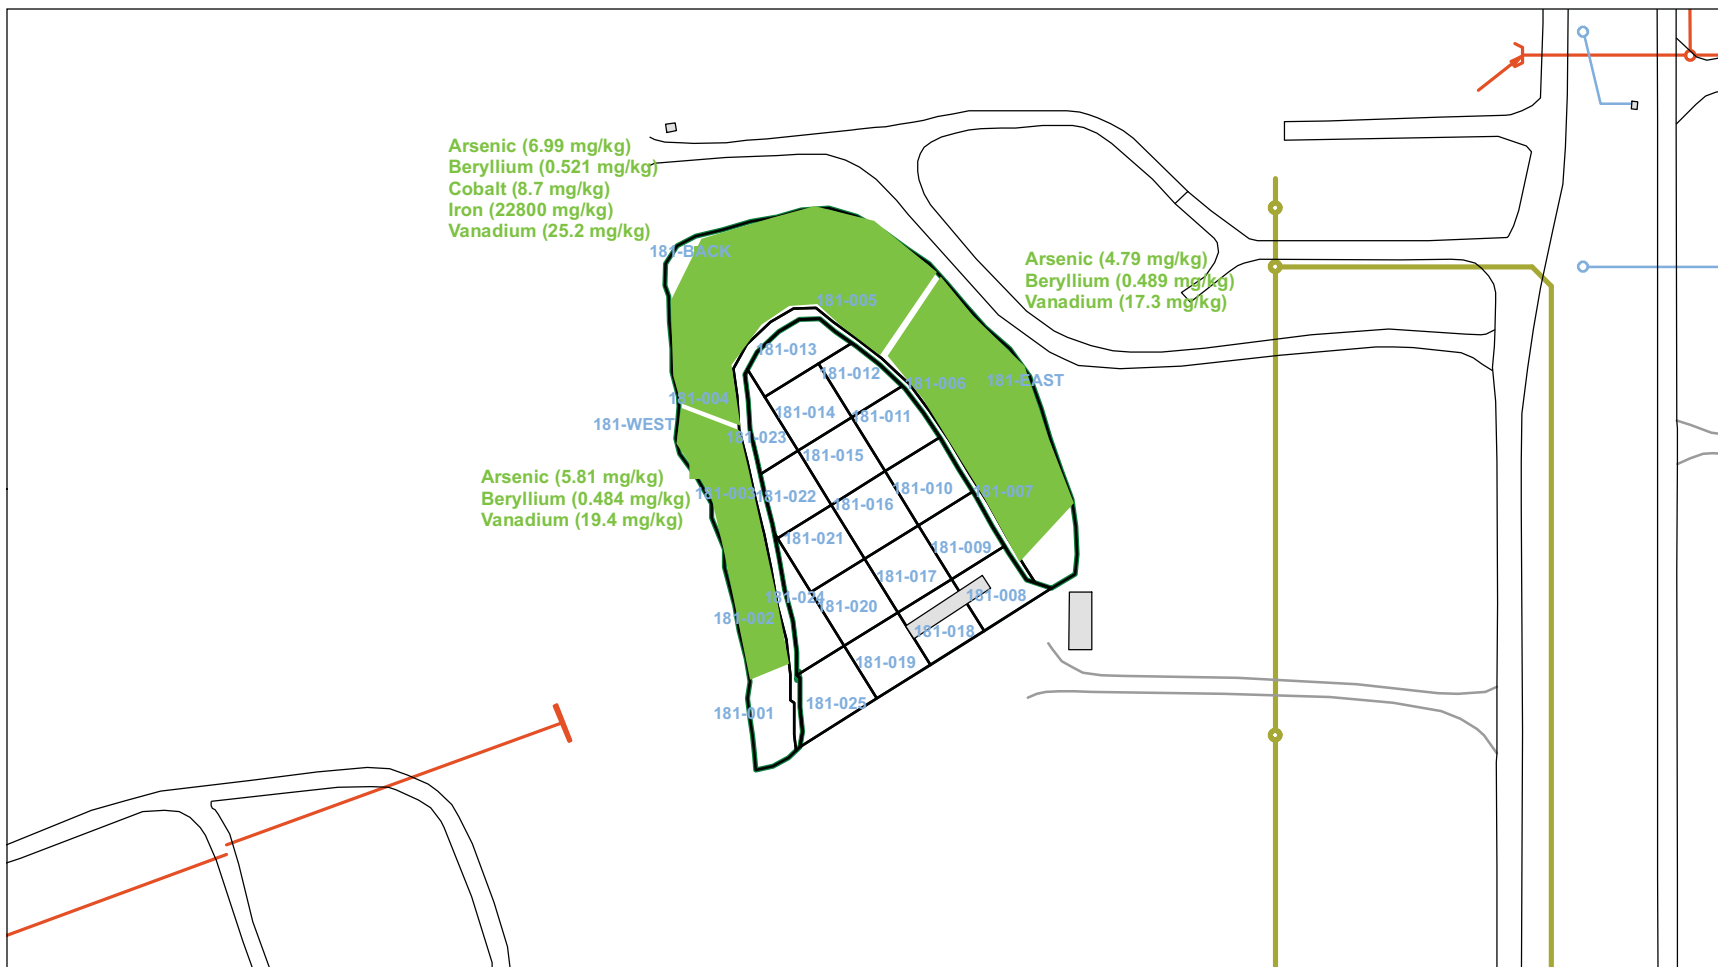 Arsenic (6.99 mg/kg)
Beryllium (0.521 mg/kg)
Cobalt (8.7 mg/kg)
Iron (22800 mg/kg)
Vanadium (25.2 mg/kg)
181-BACK
Arsenic (4.79 mg/kg)
Beryllium (0.489 mg/kg)
Vanadium (17.3 mg/kg)
181-005
181-013
181-012
181-006
181-EAST
181-004
181-014
181-011
181-WEST
181-023
181-015
Arsenic (5.81 mg/kg)
Beryllium (0.484 mg/kg)
Vanadium (19.4 mg/kg)
181-003
181-022
181-016
181-010
181-007
181-021
181-009
181-017
181-024
181-020
181-008
181-002
181-018
181-019
181-025
181-001